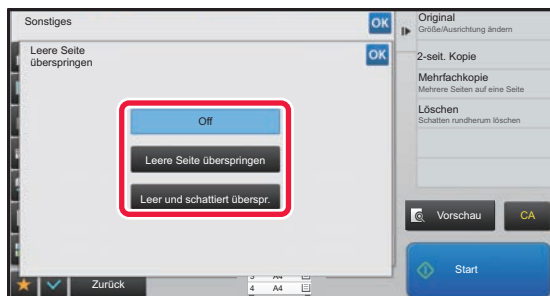 Sonstiges
OK
Leere Seite
überspringen
OK
Off
Leere Seite überspringen
Leer und schattiert überspr.
Zurück
A4
4 A4
Original
Größe/Ausrichtung ändern
2-seit. Kopie
Mehrfachkopie
Mehrere Seiten auf eine Seite
Löschen
Schatten rundherum löschen
Vorschau
CA
Start